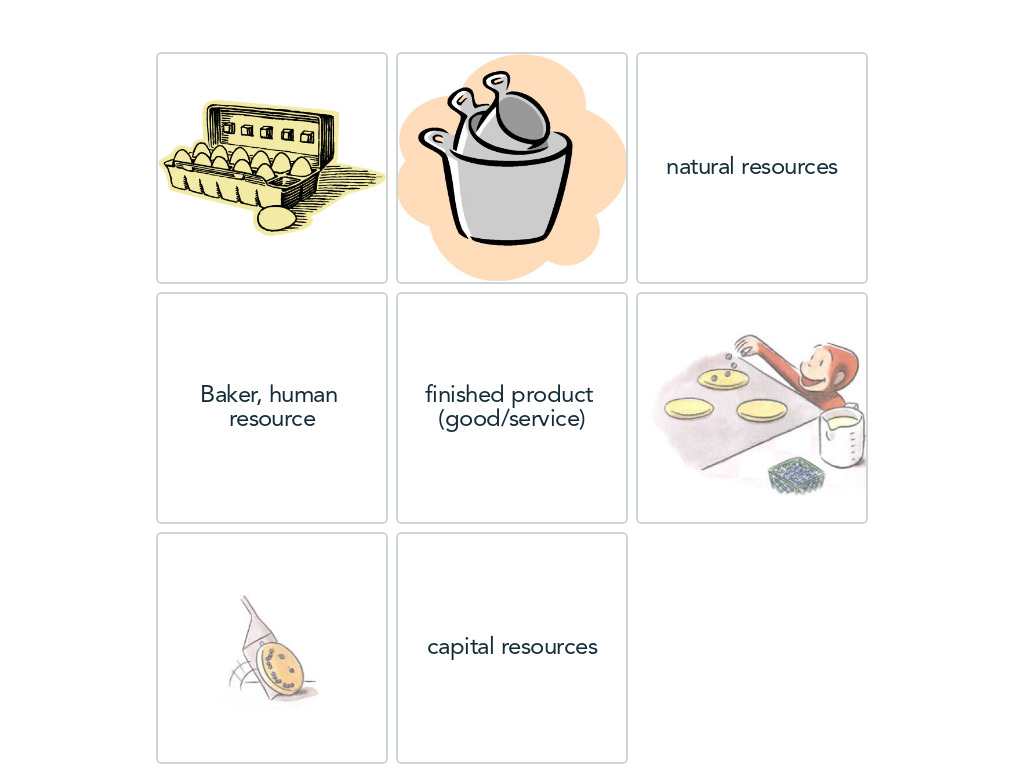 natural resources
Baker, human
resource
finished product
(good/service)
capital resources